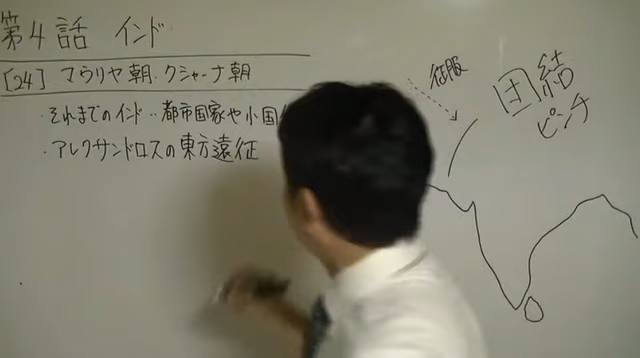 第4話 インド
[24] マウリヤ朝・クシャーナ朝
・それまでのインド‥都市国家や小国
・アレクサンドロスの東方遠征
征服
団結
ピンチ